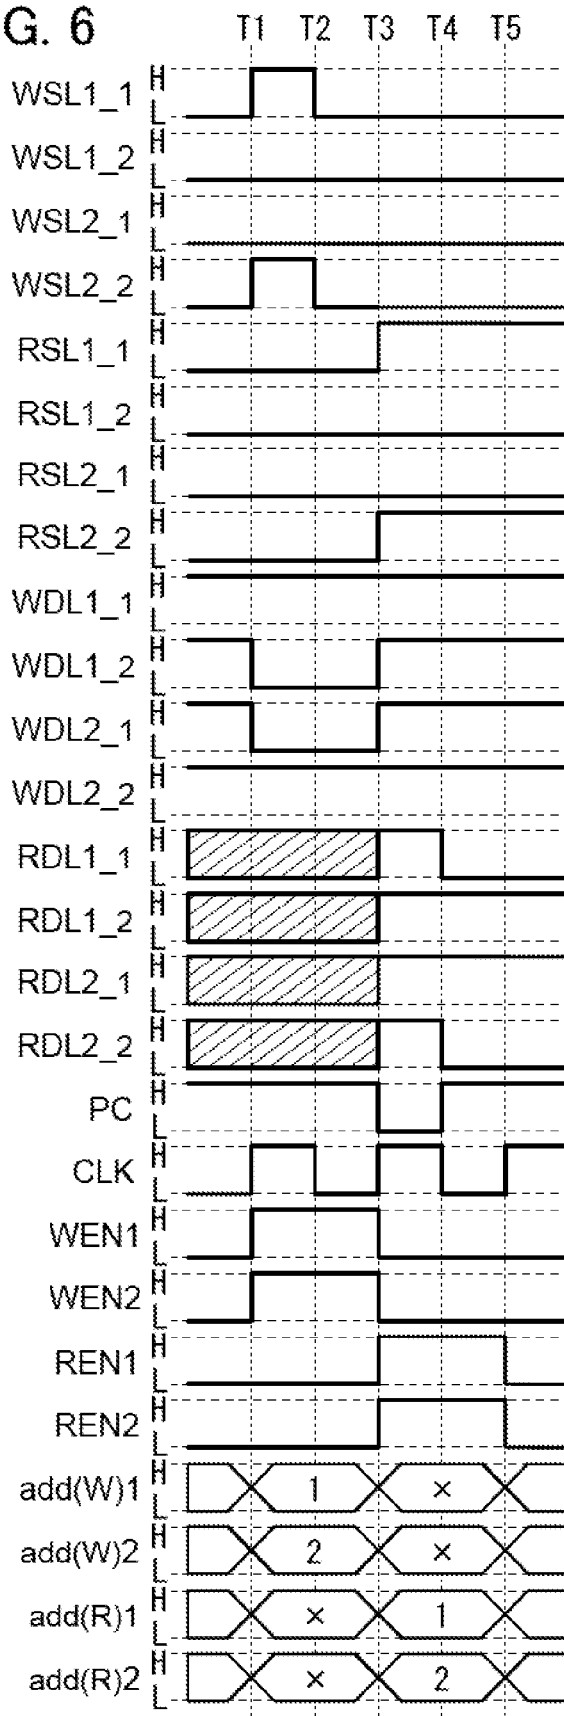 G. 6
T1 T2 T3 T4 T5
WSL1_1 H L
WSL1_2 H L
WSL2_1 H L
WSL2_2 H L
RSL1_1 H L
RSL1_2 H L
RSL2_1 H L
RSL2_2 H L
WDL1_1 H L
WDL1_2 H L
WDL2_1 H L
WDL2_2 H L
RDL1_1 H L
RDL1_2 H L
RDL2_1 H L
RDL2_2 H L
PC H L
CLK H L
WEN1 H L
WEN2 H L
REN1 H L
REN2 H L
add(W)1 H L 1 ×
add(W)2 H L 2 ×
add(R)1 H L × 1
add(R)2 H L × 2